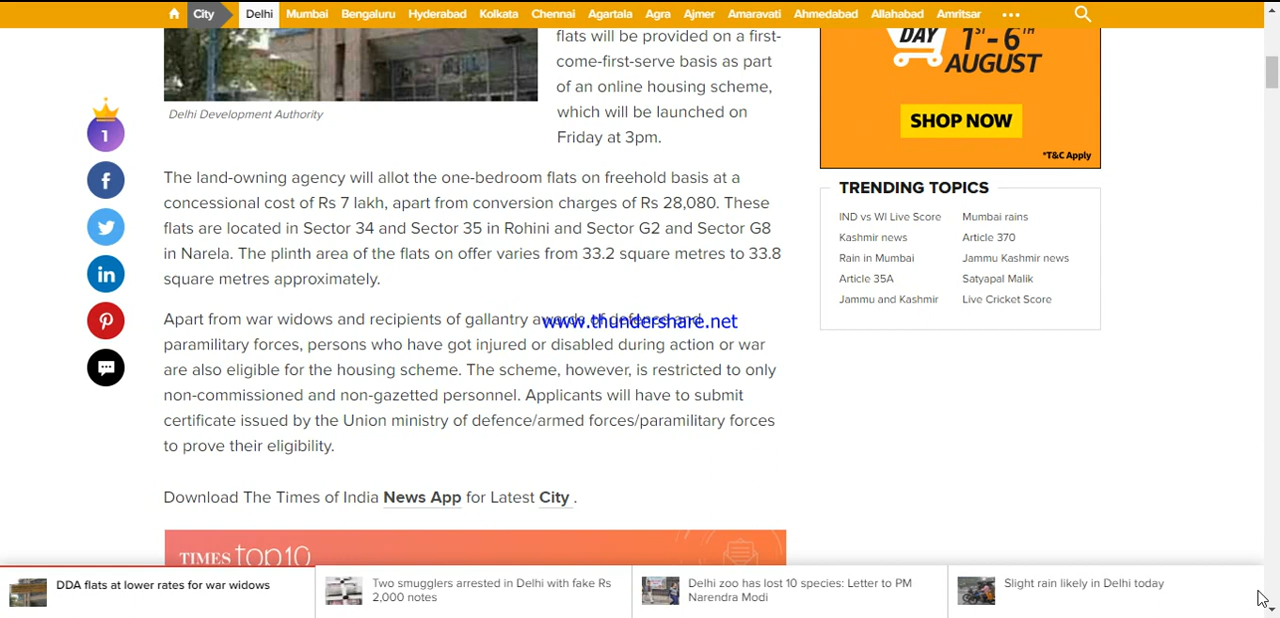 City
Delhi Mumbai Bengaluru Hyderabad Kolkata Chennai Agartala Agra Ajmer Amaravati Ahmedabad Allahabad Amritsar
flats will be provided on a first-
come-first-serve basis as part
of an online housing scheme,
which will be launched on
Friday at 3pm.
Delhi Development Authority
DAY 1ST - 6TH
AUGUST
SHOP NOW
*T&C Apply
1
The land-owning agency will allot the one-bedroom flats on freehold basis at a
concessional cost of Rs 7 lakh, apart from conversion charges of Rs 28,080. These
flats are located in Sector 34 and Sector 35 in Rohini and Sector G2 and Sector G8
in Narela. The plinth area of the flats on offer varies from 33.2 square metres to 33.8
square metres approximately.
Apart from war widows and recipients of gallantry awards of defence and
www.thundershare.net
paramilitary forces, persons who have got injured or disabled during action or war
are also eligible for the housing scheme. The scheme, however, is restricted to only
non-commissioned and non-gazetted personnel. Applicants will have to submit
certificate issued by the Union ministry of defence/armed forces/paramilitary forces
to prove their eligibility.
Download The Times of India News App for Latest City .
TRENDING TOPICS
IND vs WI Live Score Mumbai rains
Kashmir news Article 370
Rain in Mumbai Jammu Kashmir news
Article 35A Satyapal Malik
Jammu and Kashmir Live Cricket Score
TIMES top10
DDA flats at lower rates for war widows
Two smugglers arrested in Delhi with fake Rs
2,000 notes
Delhi zoo has lost 10 species: Letter to PM
Narendra Modi
Slight rain likely in Delhi today